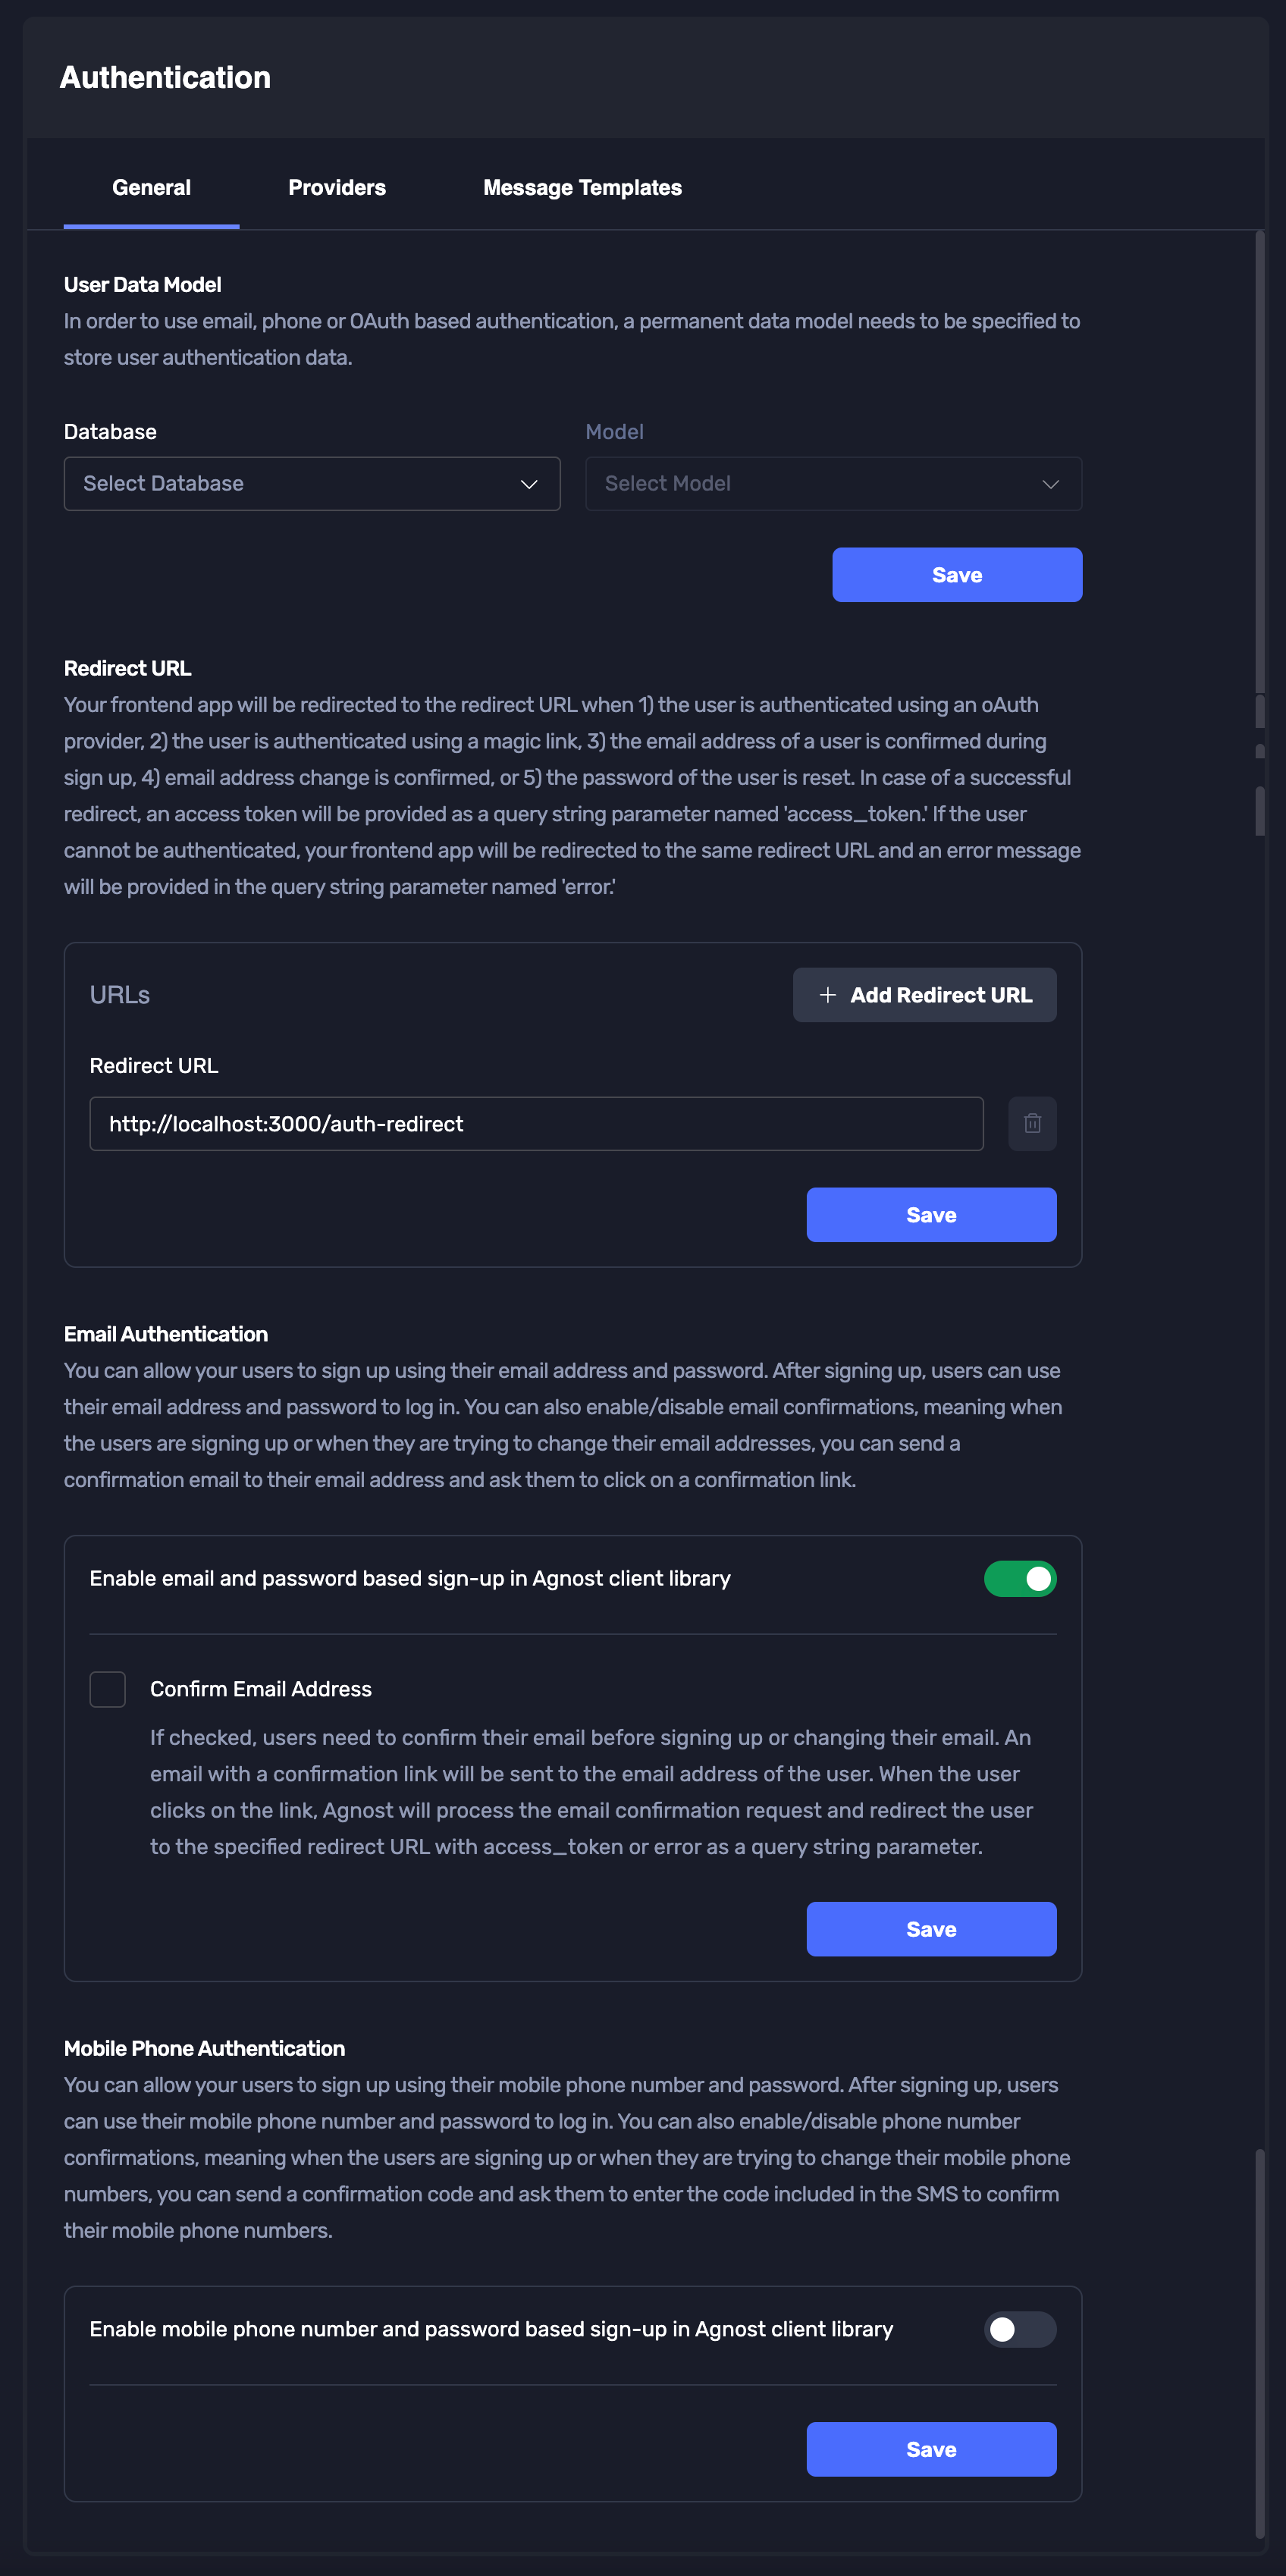 Authentication
General
Providers
Message Templates
User Data Model
In order to use email, phone or OAuth based authentication, a permanent data model needs to be specified to
store user authentication data.
Database
Model
Select Database
Select Model
Save
Redirect URL
Your frontend app will be redirected to the redirect URL when 1) the user is authenticated using an oAuth
provider, 2) the user is authenticated using a magic link, 3) the email address of a user is confirmed during
sign up, 4) email address change is confirmed, or 5) the password of the user is reset. In case of a successful
redirect, an access token will be provided as a query string parameter named 'access_token.' If the user
cannot be authenticated, your frontend app will be redirected to the same redirect URL and an error message
will be provided in the query string parameter named 'error.'
URLs
Add Redirect URL
Redirect URL
http://localhost:3000/auth-redirect
Save
Email Authentication
You can allow your users to sign up using their email address and password. After signing up, users can use
their email address and password to log in. You can also enable/disable email confirmations, meaning when
the users are signing up or when they are trying to change their email addresses, you can send a
confirmation email to their email address and ask them to click on a confirmation link.
Enable email and password based sign-up in Agnost client library
Confirm Email Address
If checked, users need to confirm their email before signing up or changing their email. An
email with a confirmation link will be sent to the email address of the user. When the user
clicks on the link, Agnost will process the email confirmation request and redirect the user
to the specified redirect URL with access_token or error as a query string parameter.
Save
Mobile Phone Authentication
You can allow your users to sign up using their mobile phone number and password. After signing up, users
can use their mobile phone number and password to log in. You can also enable/disable phone number
confirmations, meaning when the users are signing up or when they are trying to change their mobile phone
numbers, you can send a confirmation code and ask them to enter the code included in the SMS to confirm
their mobile phone numbers.
Enable mobile phone number and password based sign-up in Agnost client library
Save